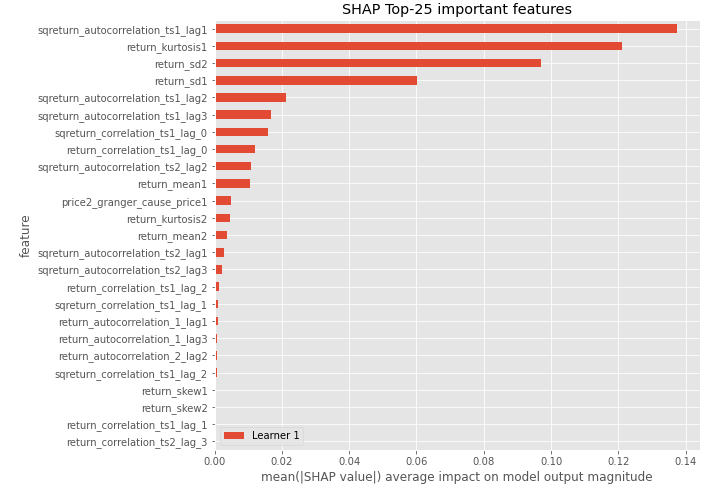 SHAP Top-25 important features
sqreturn_autocorrelation_ts1_lag1
return_kurtosis1
return_sd2
return_sd1
sqreturn_autocorrelation_ts1_lag2
sqreturn_autocorrelation_ts1_lag3
sqreturn_correlation_ts1_lag_0
return_correlation_ts1_lag_0
sqreturn_autocorrelation_ts2_lag2
return_mean1
price2_granger_cause_price1
return_kurtosis2
return_mean2
sqreturn_autocorrelation_ts2_lag1
sqreturn_autocorrelation_ts2_lag3
return_correlation_ts1_lag_2
sqreturn_correlation_ts1_lag_1
return_autocorrelation_1_lag1
return_autocorrelation_1_lag3
return_autocorrelation_2_lag2
sqreturn_correlation_ts1_lag_2
return_skew1
return_skew2
return_correlation_ts1_lag_1
return_correlation_ts2_lag_3
feature
Learner 1
0.00 0.02 0.04 0.06 0.08 0.10 0.12 0.14
mean(|SHAP value|) average impact on model output magnitude